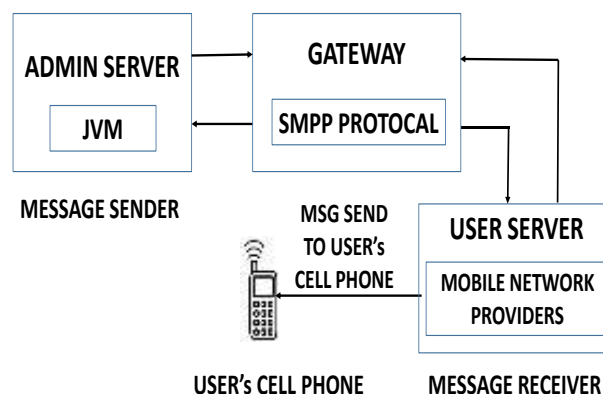 ADMIN SERVER
JVM
MESSAGE SENDER
GATEWAY
SMPP PROTOCAL
MSG SEND
TO USER's
CELL PHONE
USER SERVER
MOBILE NETWORK
PROVIDERS
USER's CELL PHONE
MESSAGE RECEIVER